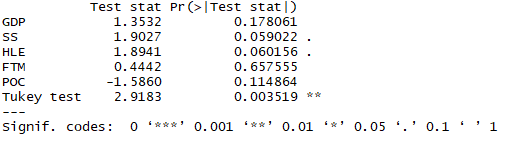 Test stat Pr(>|Test stat|)
GDP 1.3532 0.178061
SS 1.9027 0.059022 .
HLE 1.8941 0.060156 .
FTM 0.4442 0.657555
POC -1.5860 0.114864
Tukey test 2.9183 0.003519 **
---
Signif. codes: 0 ‘***’ 0.001 ‘**’ 0.01 ‘*’ 0.05 ‘.’ 0.1 ‘ ’ 1